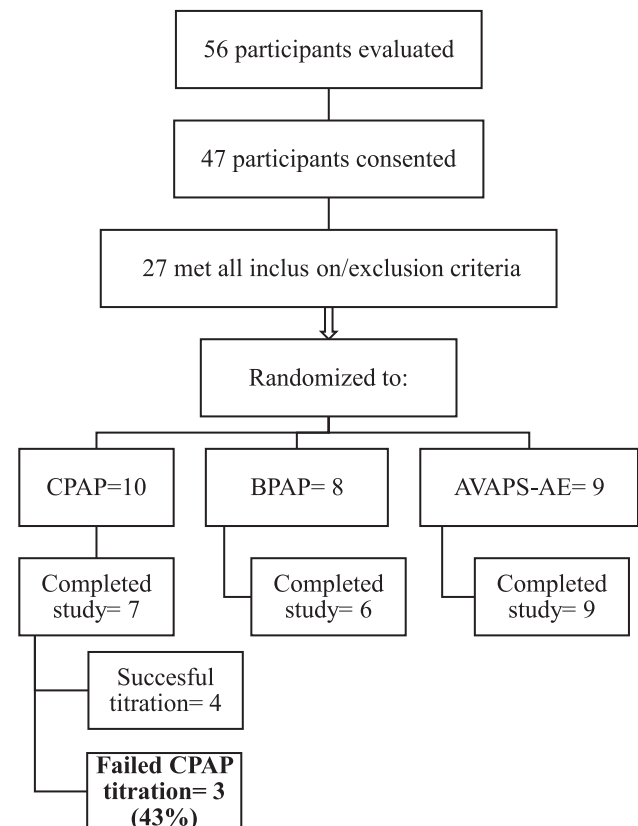 56 participants evaluated
47 participants consented
27 met all inclus on/exclusion criteria
Randomized to:
CPAP=10
BPAP= 8
AVAPS-AE= 9
Completed
study= 7
Completed
study= 6
Completed
study= 9
Succesful
titration= 4
Failed CPAP
titration= 3
(43%)